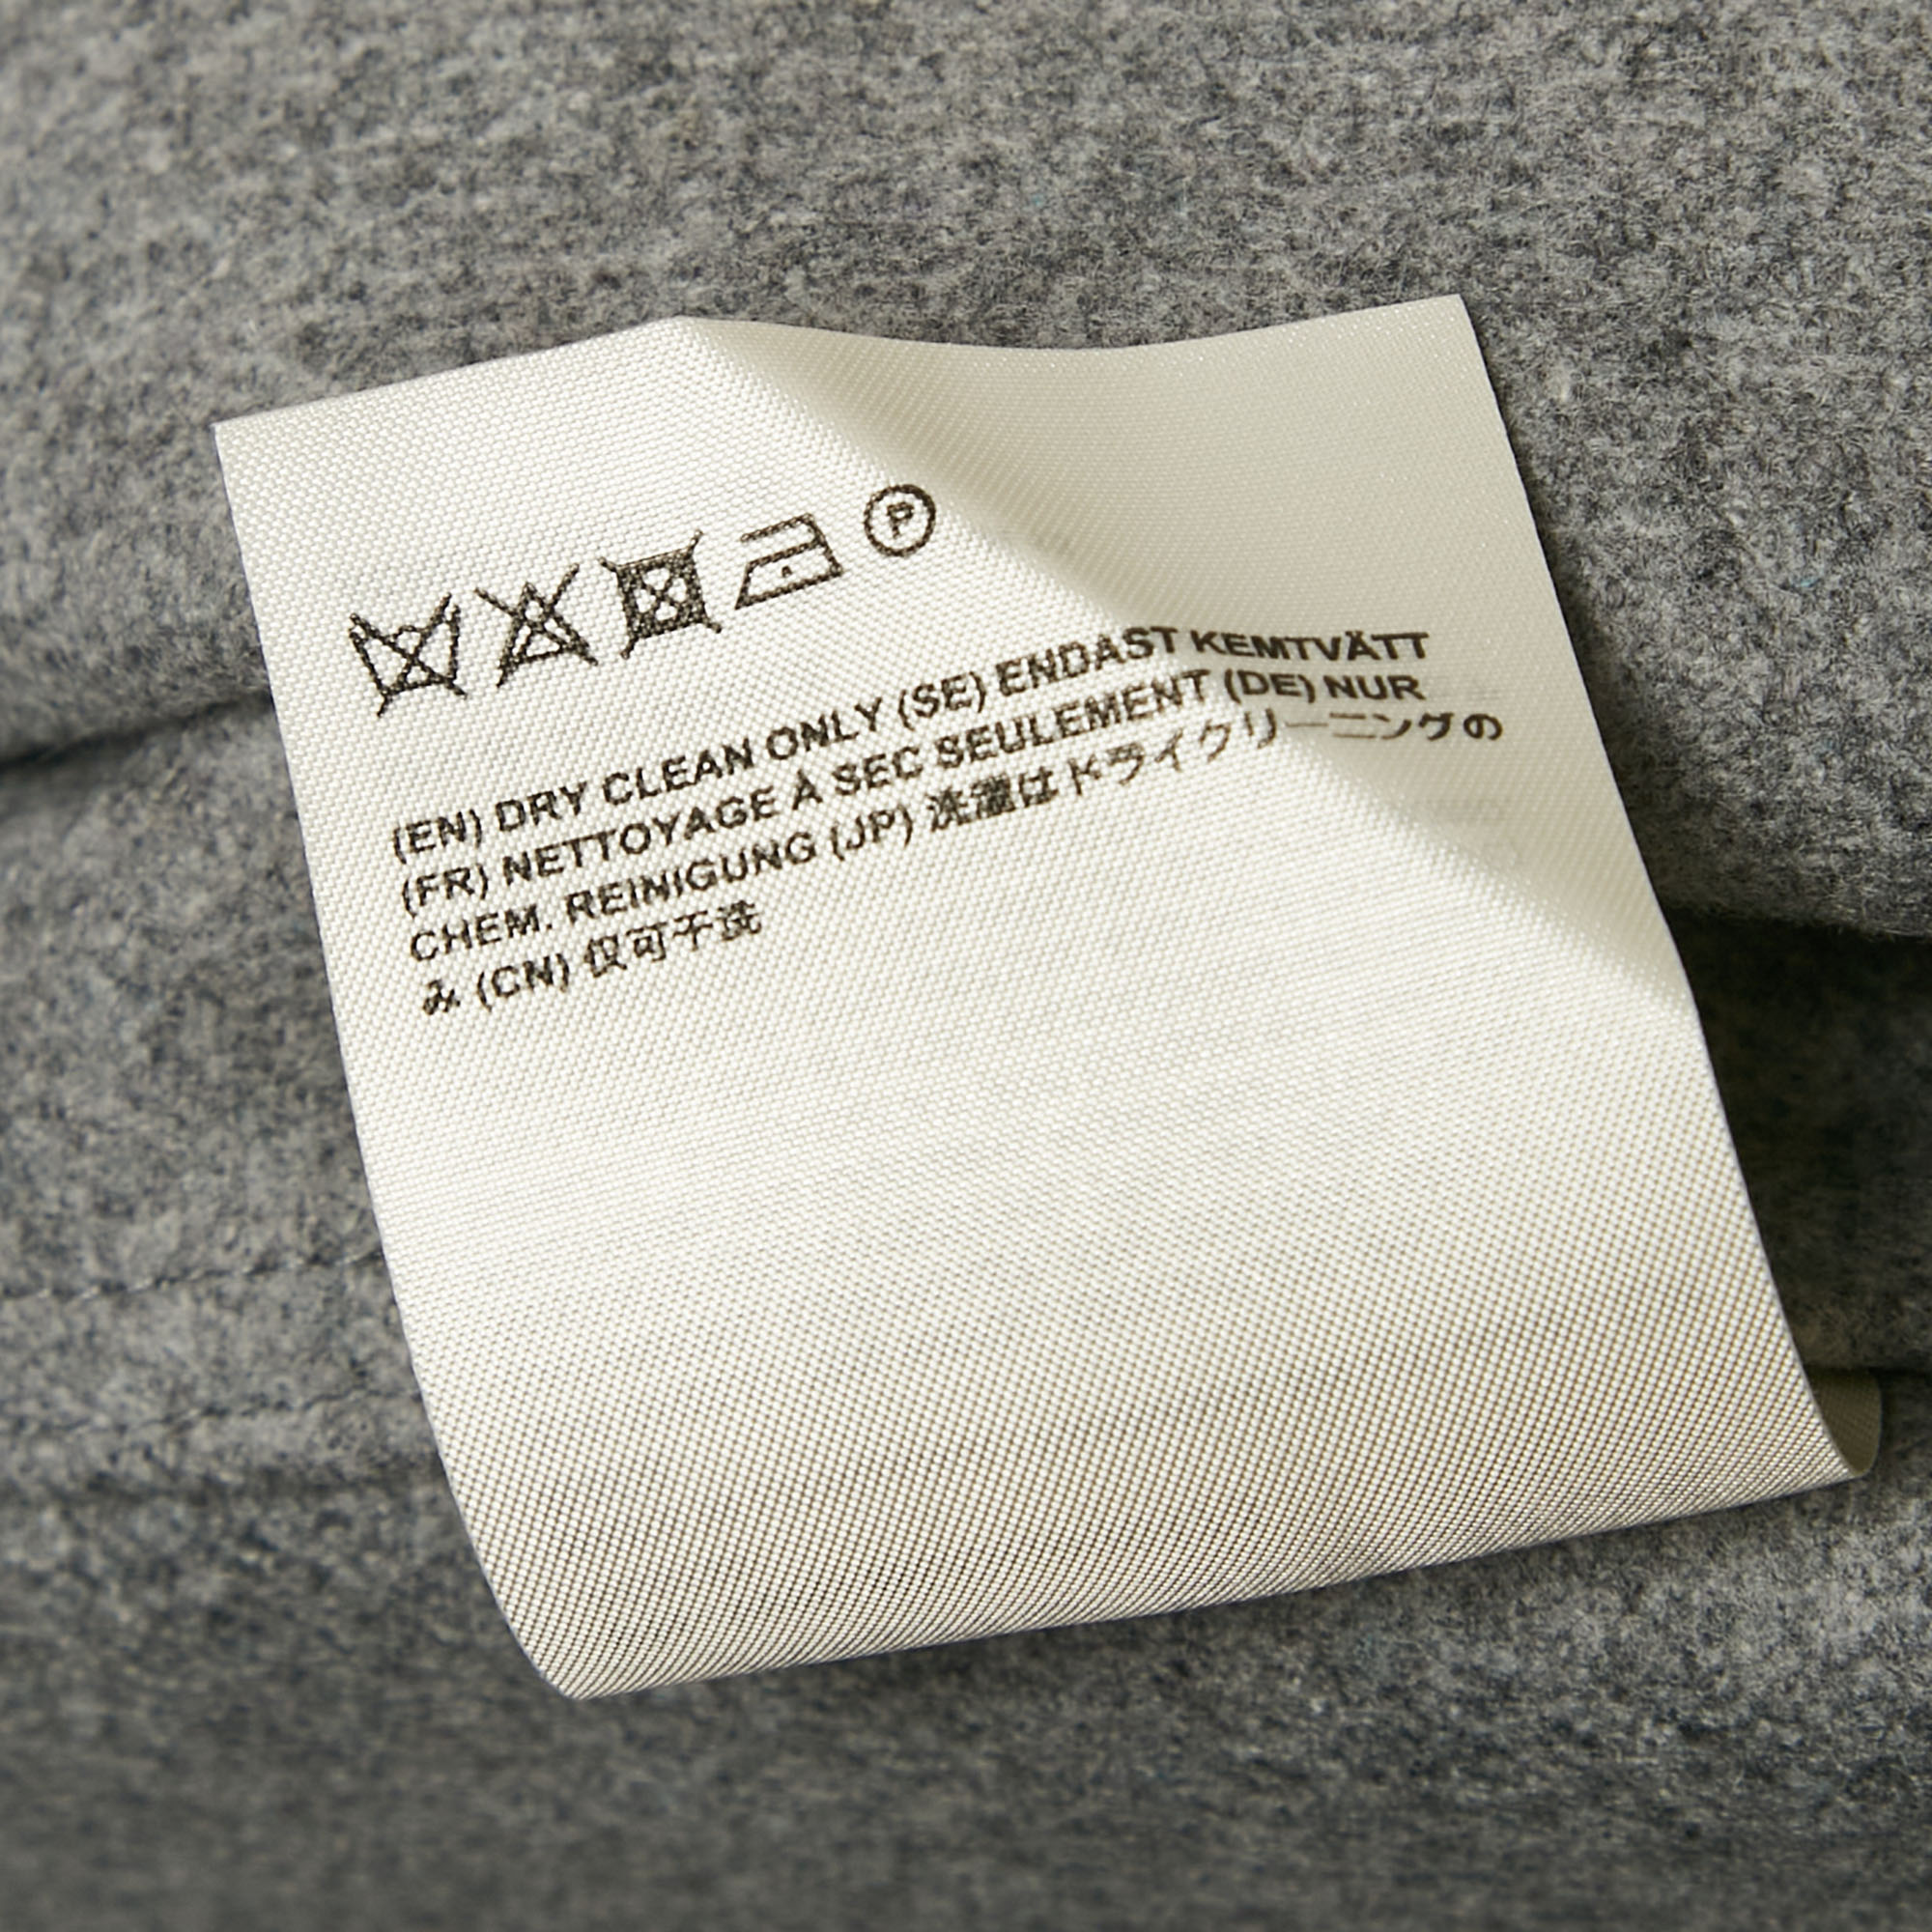 P
(EN) DRY CLEAN ONLY (SE) ENDAST KEMTVÄTT
(FR) NETTOYAGE À SEC SEULEMENT (DE) NUR
CHEM. REINIGUNG (JP) 洗濯はドライクリーニングの
み (CN) 仅可干洗